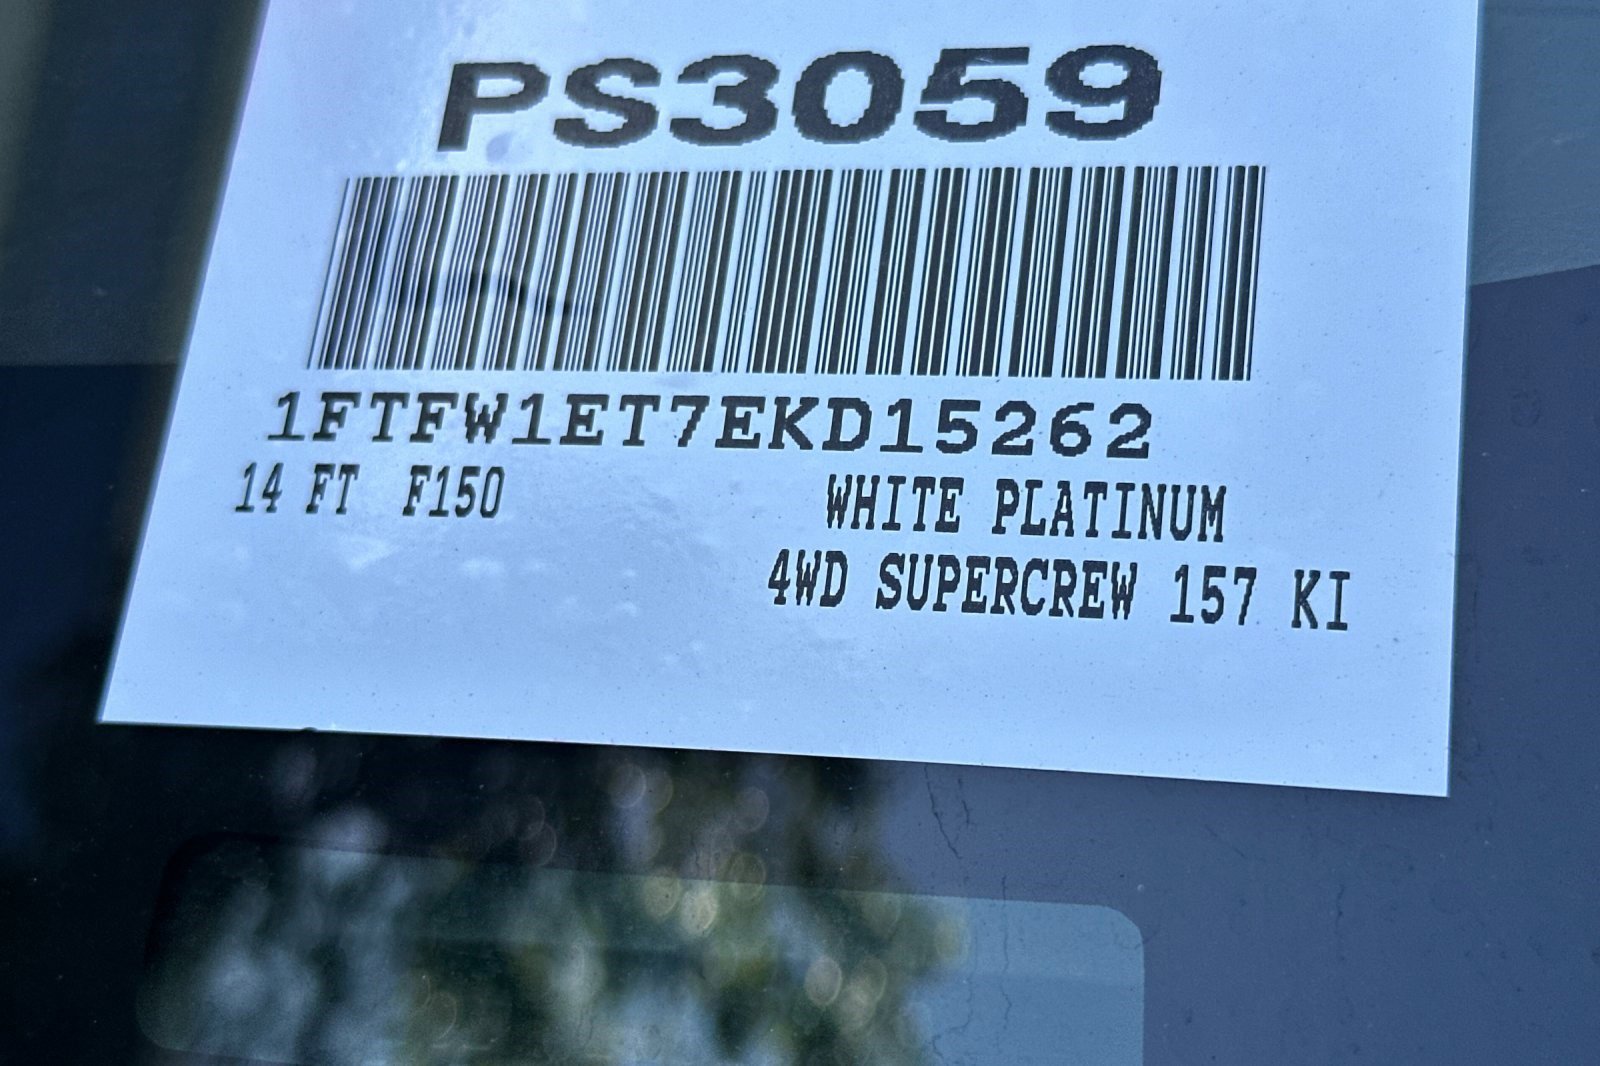 PS3059
1FTFW1ET7EKD15262
14 FT F150
WHITE PLATINUM
4WD SUPERCREW 157 KI